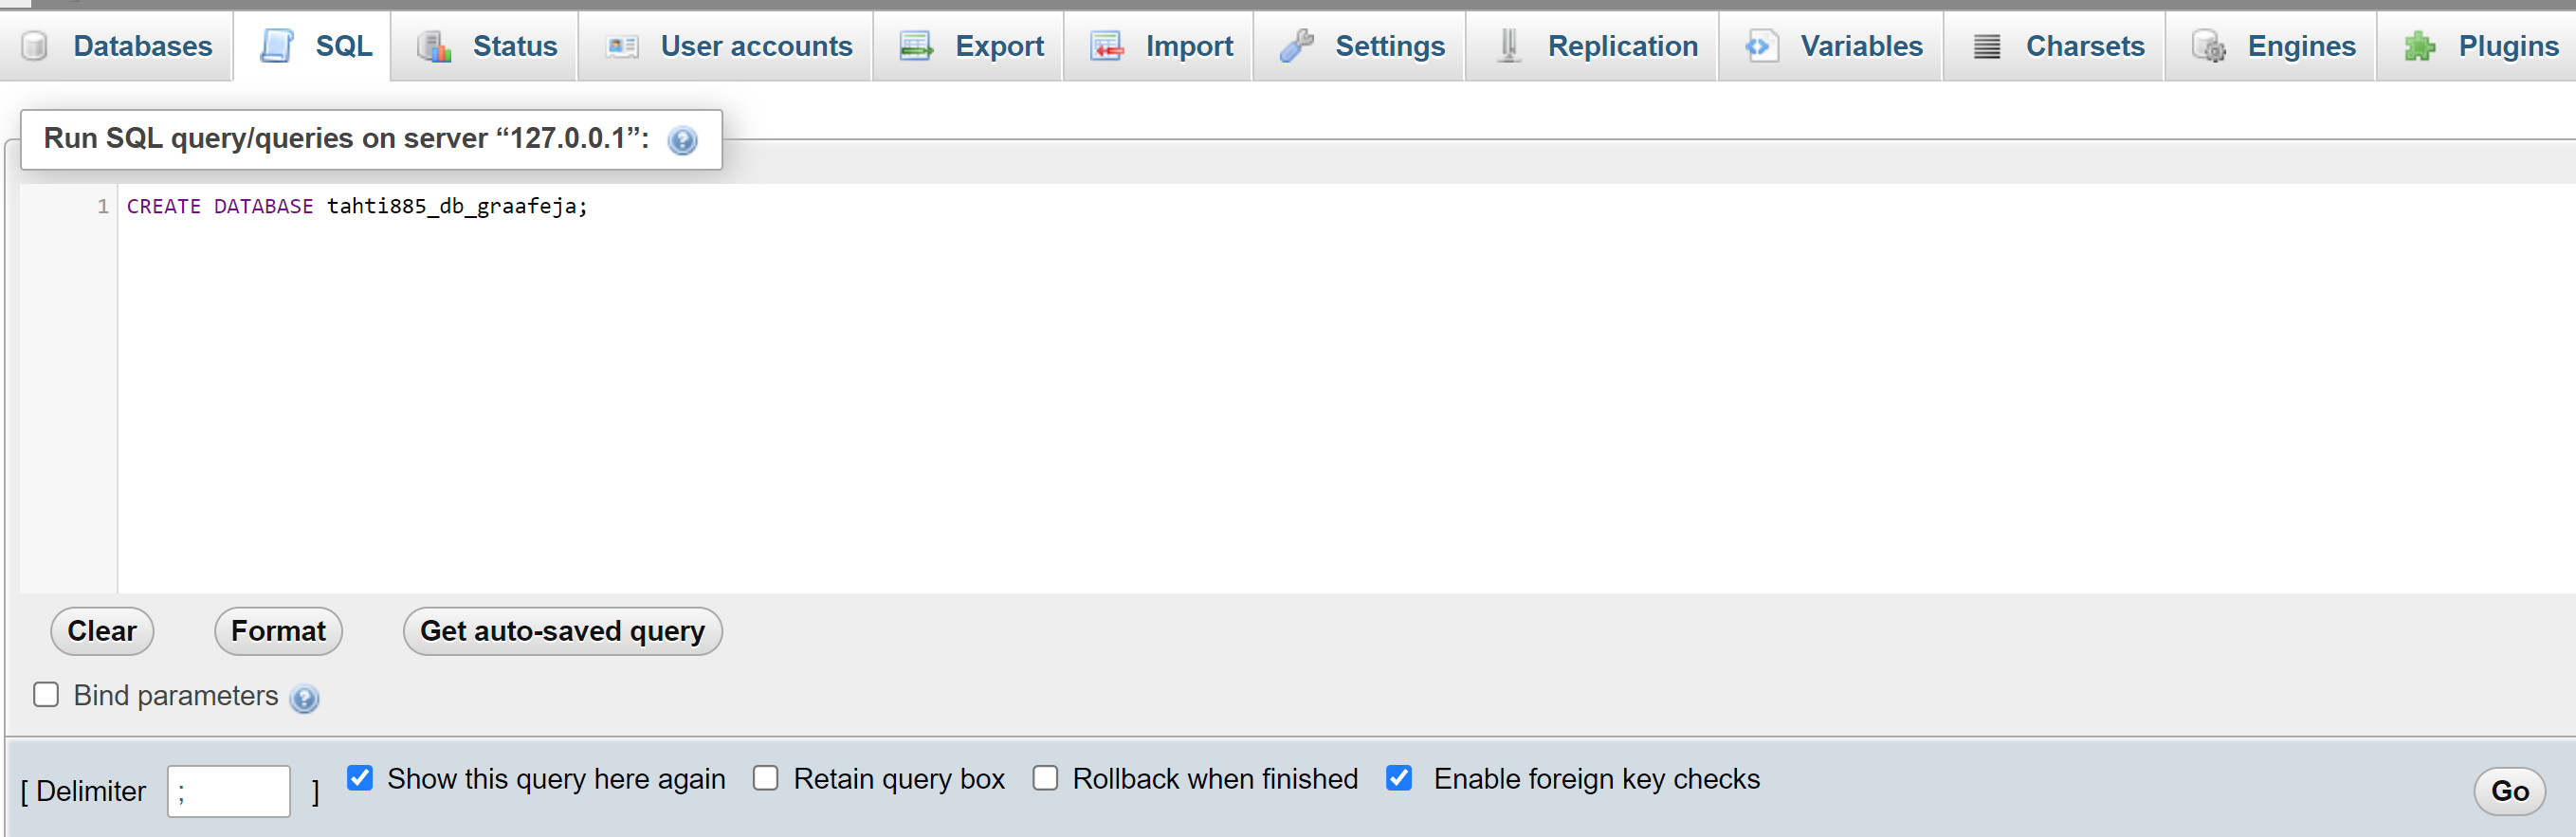 Databases SQL Status User accounts Export Import Settings Replication Variables Charsets Engines Plugins
Run SQL query/queries on server “127.0.0.1”:
1 CREATE DATABASE tahti885_db_graafeja;
Clear Format Get auto-saved query
Bind parameters
[ Delimiter ; ] Show this query here again Retain query box Rollback when finished Enable foreign key checks Go